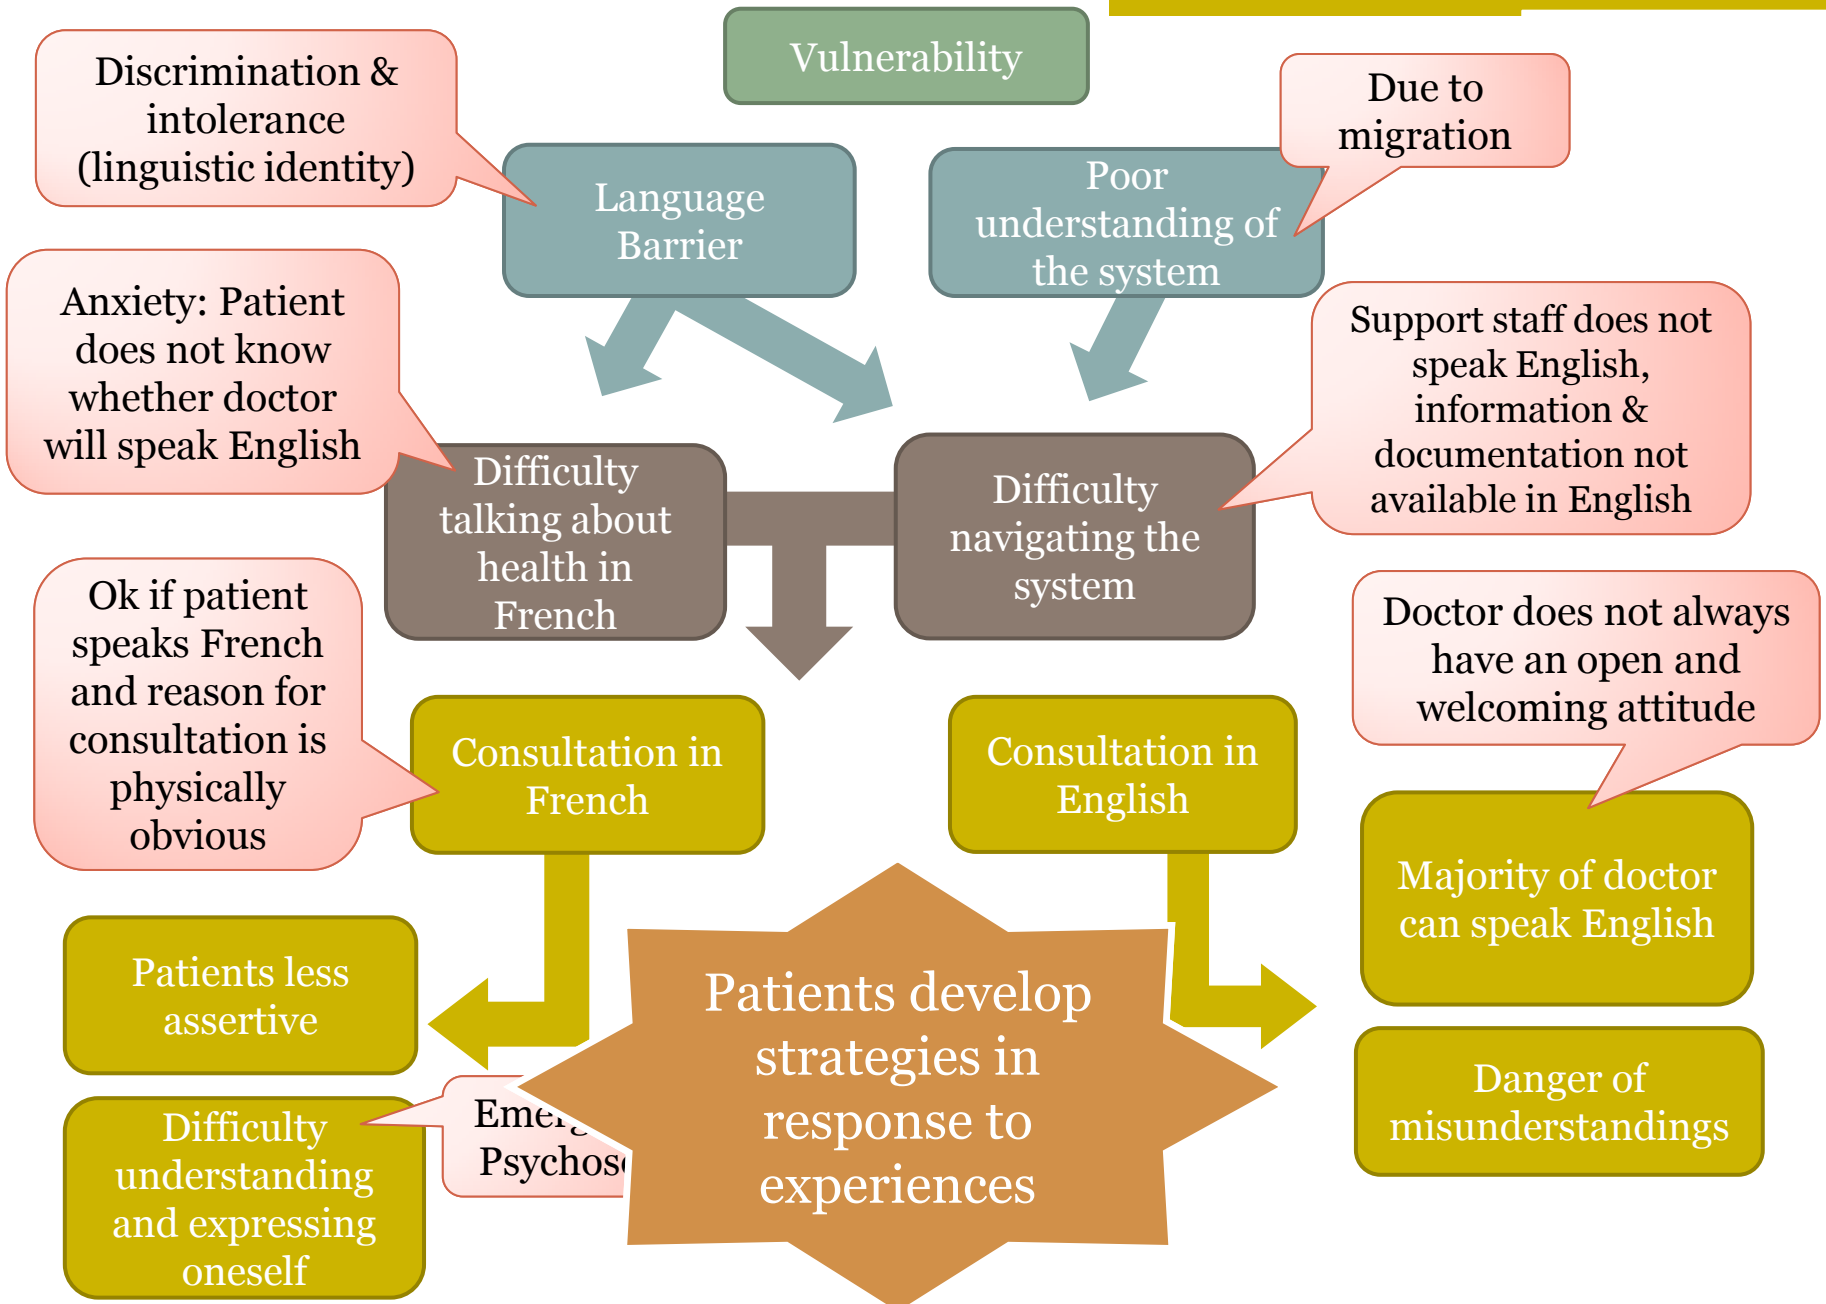 Vulnerability
Discrimination &
intolerance
(linguistic identity)
Due to
migration
Language
Barrier
Poor
understanding of
the system
Anxiety: Patient
does not know
whether doctor
will speak English
Support staff does not
speak English,
information &
documentation not
available in English
Difficulty
talking about
health in
French
Difficulty
navigating the
system
Ok if patient
speaks French
and reason for
consultation is
physically
obvious
Doctor does not always
have an open and
welcoming attitude
Consultation in
French
Consultation in
English
Majority of doctor
can speak English
Patients less
assertive
Patients develop
strategies in
response to
experiences
Danger of
misunderstandings
Difficulty
understanding
and expressing
oneself